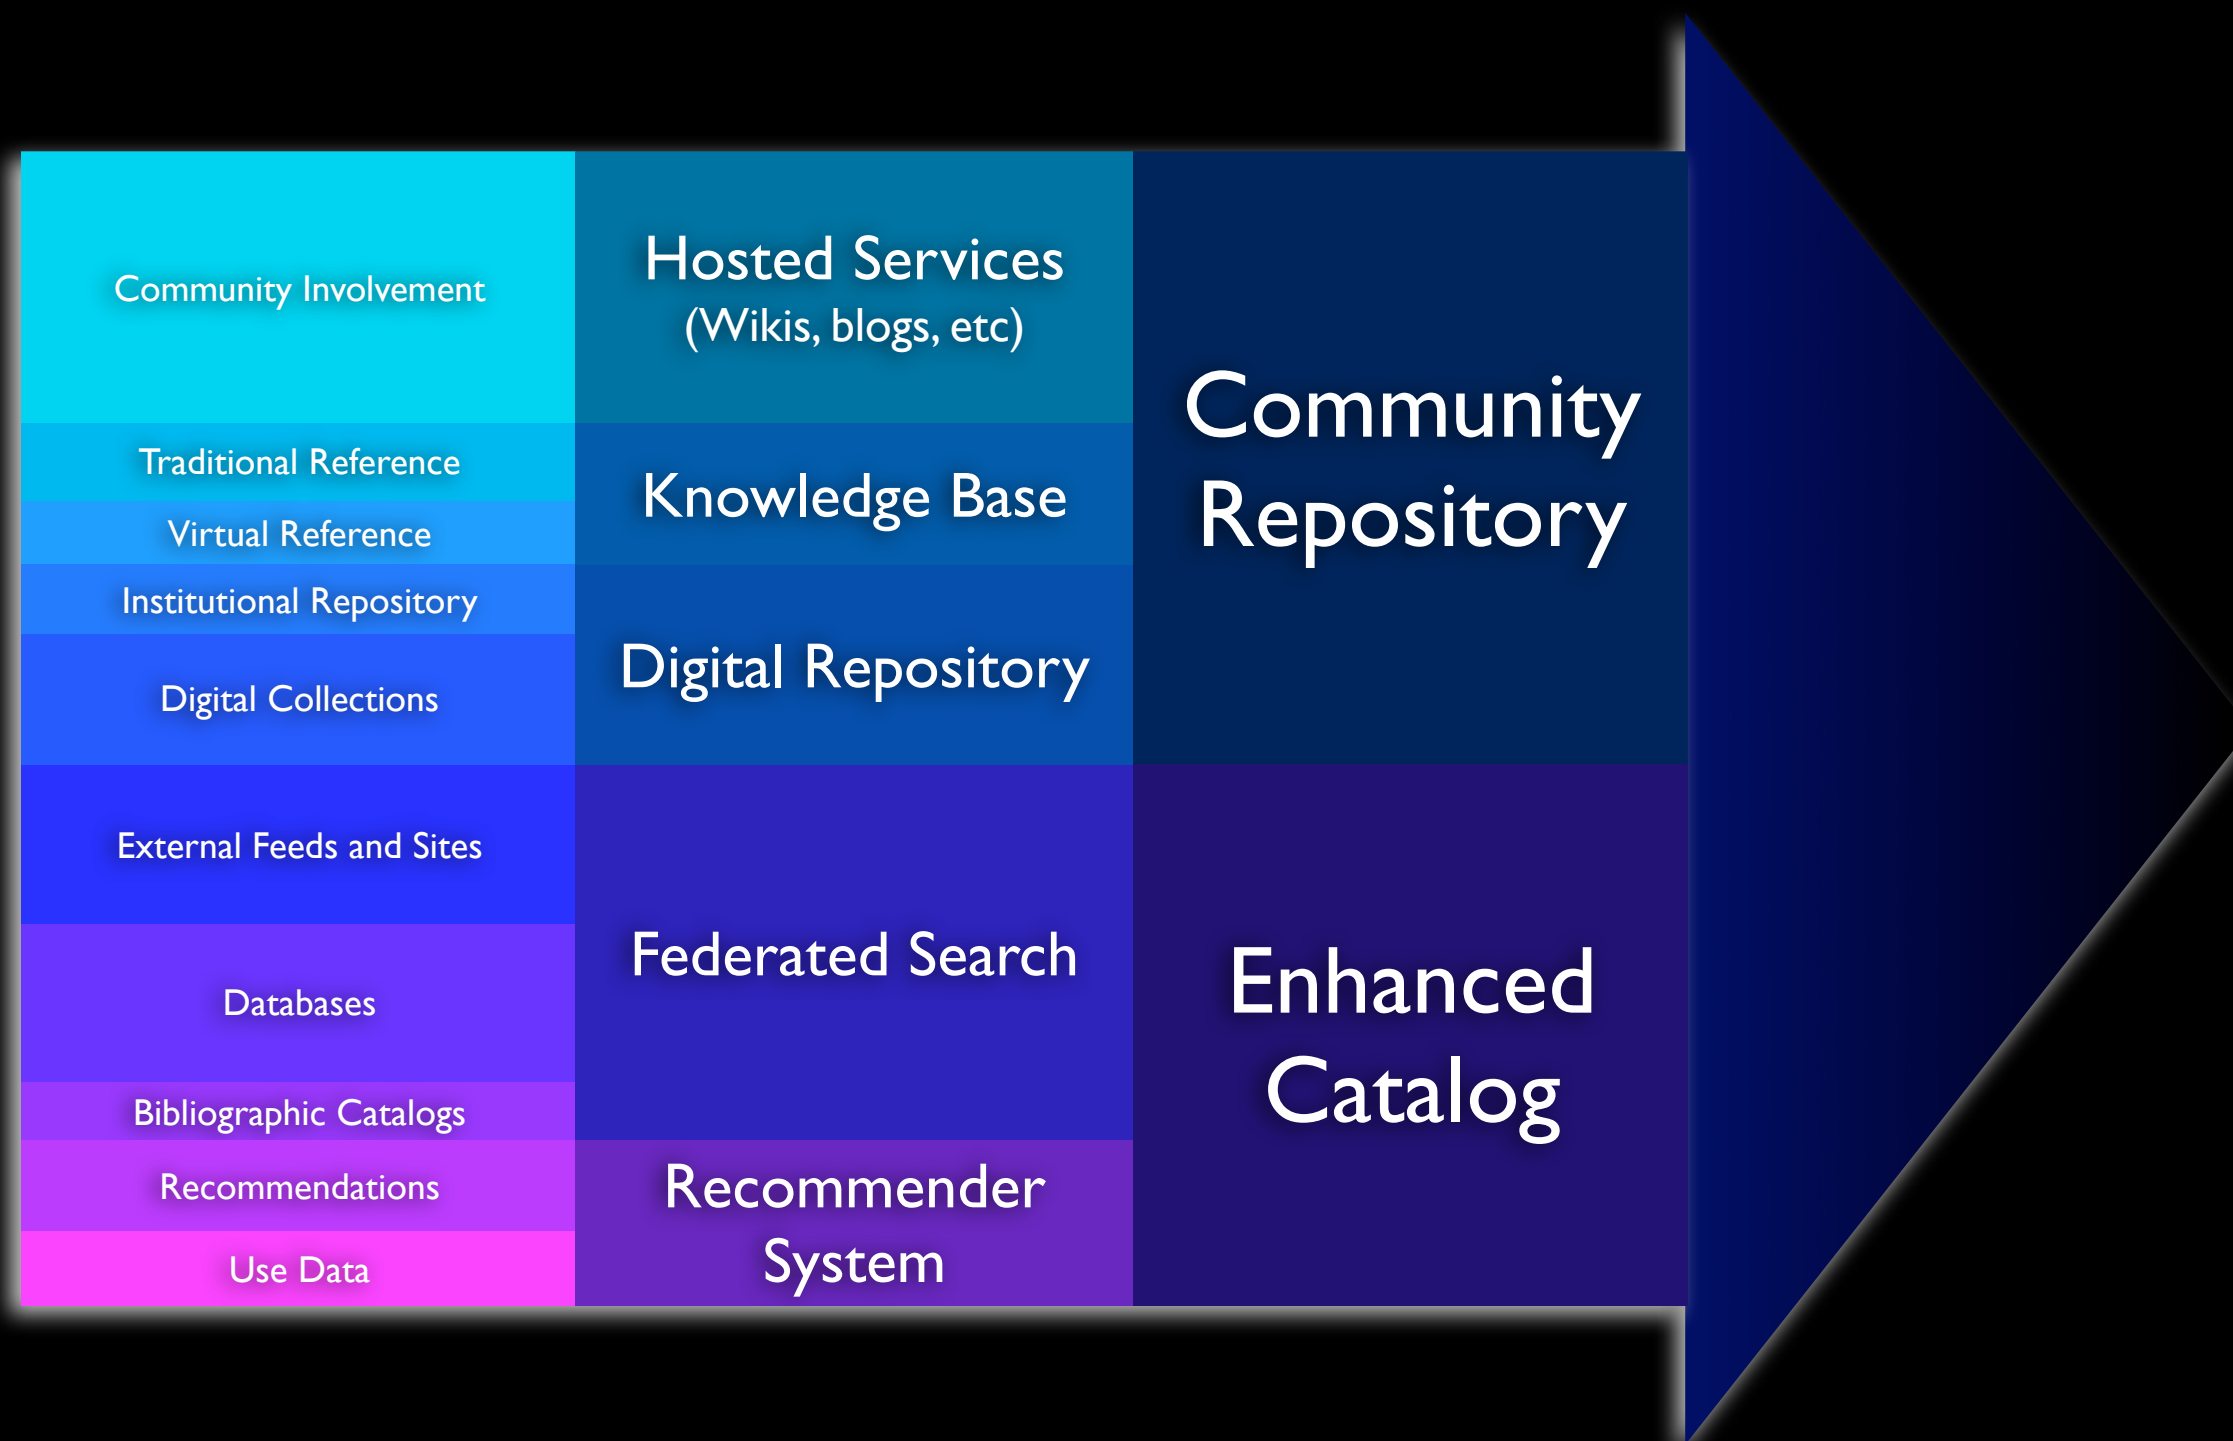 Community Involvement
Traditional Reference
Virtual Reference
Institutional Repository
Digital Collections
External Feeds and Sites
Databases
Bibliographic Catalogs
Recommendations
Use Data
Hosted Services
(Wikis, blogs, etc)
Knowledge Base
Digital Repository
Federated Search
Recommender
System
Community
Repository
Enhanced
Catalog